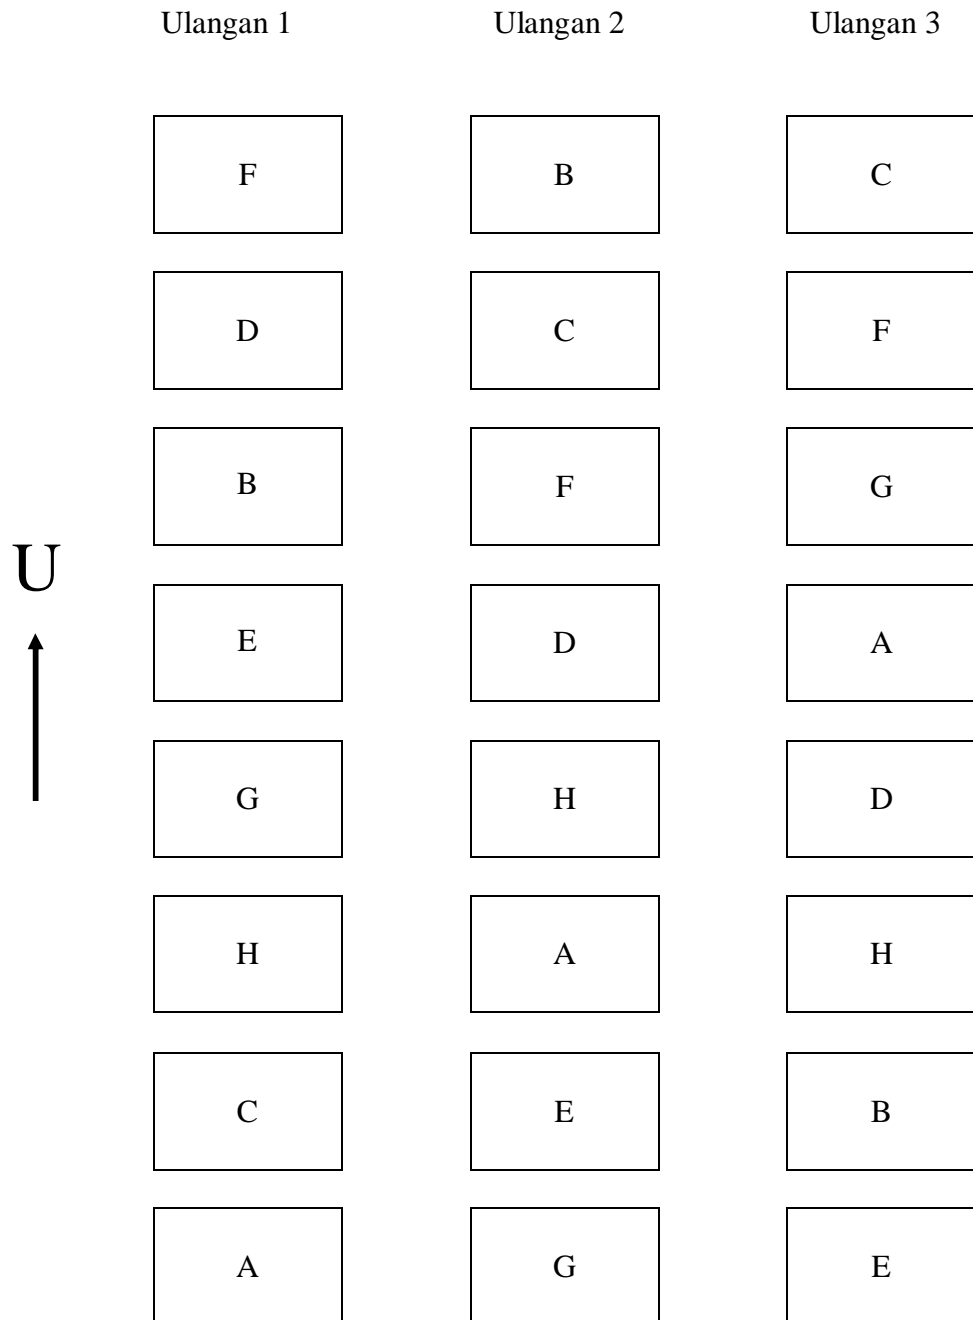 Ulangan 1 Ulangan 2 Ulangan 3
F B C
D C F
B F G
U
E D A
G H D
H A H
C E B
A G E